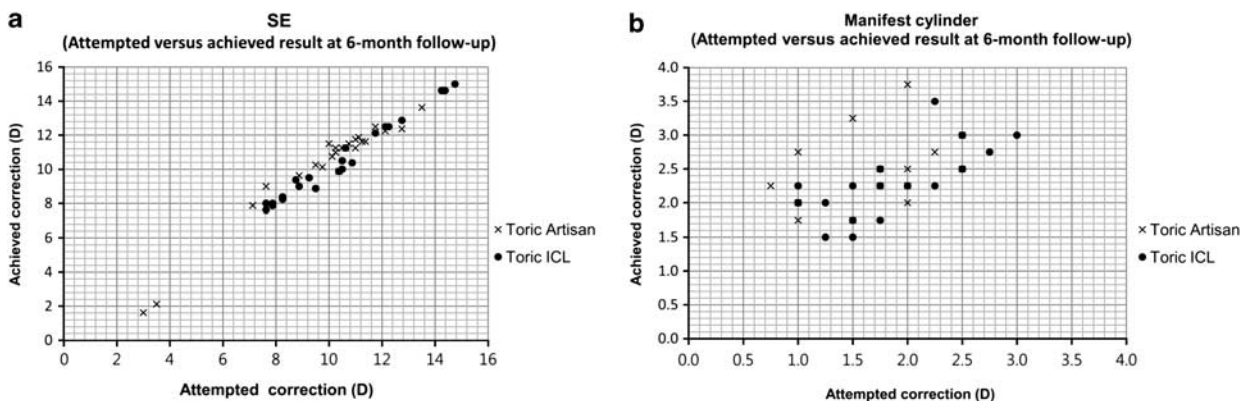 a
SE
(Attempted versus achieved result at 6-month follow-up)
Achieved correction (D)
16
14
12
10
8
6
4
2
0
0 2 4 6 8 10 12 14 16
Attempted correction (D)
× Toric Artisan
● Toric ICL
b
Manifest cylinder
(Attempted versus achieved result at 6-month follow-up)
Achieved correction (D)
4.0
3.5
3.0
2.5
2.0
1.5
1.0
0.5
0.0
0.0 0.5 1.0 1.5 2.0 2.5 3.0 3.5 4.0
Attempted correction (D)
× Toric Artisan
● Toric ICL